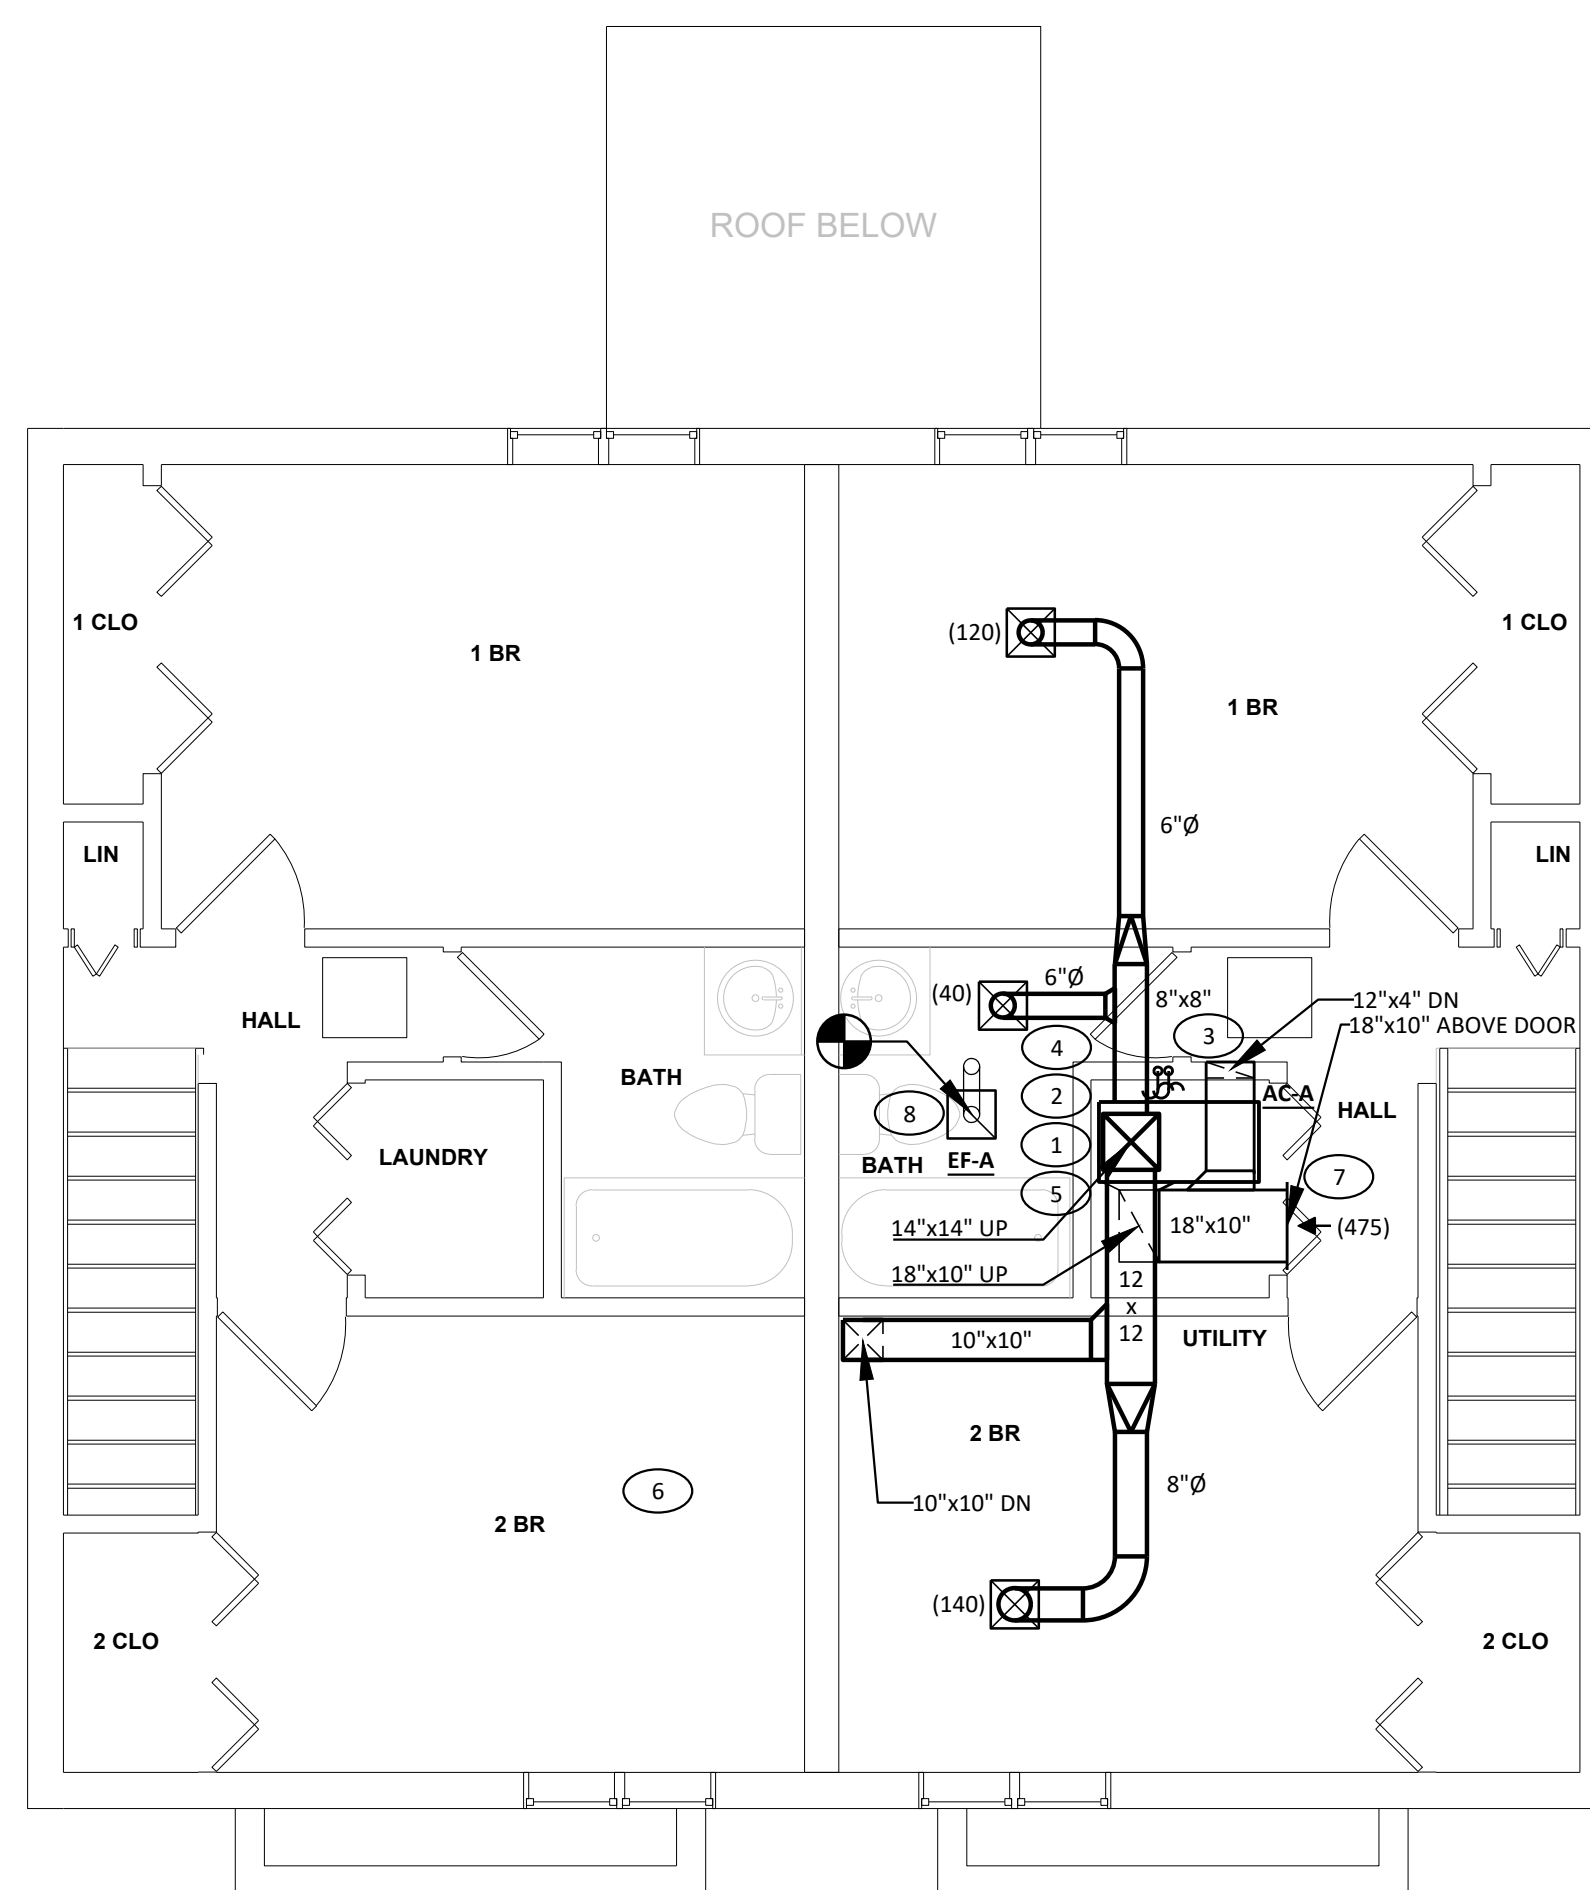 ROOF BELOW
1 CLO
1 BR
(120)
1 BR
1 CLO
6"Ø
LIN
LIN
HALL
(40)
6"Ø
8"x8"
12"x4" DN
18"x10" ABOVE DOOR
3
4
BATH
2
AC-A
HALL
8
1
LAUNDRY
BATH
EF-A
7
5
14"x14" UP
18"x10"
(475)
18"x10" UP
12
x
12
10"x10"
UTILITY
2 BR
8"Ø
6
10"x10" DN
2 BR
(140)
2 CLO
2 CLO